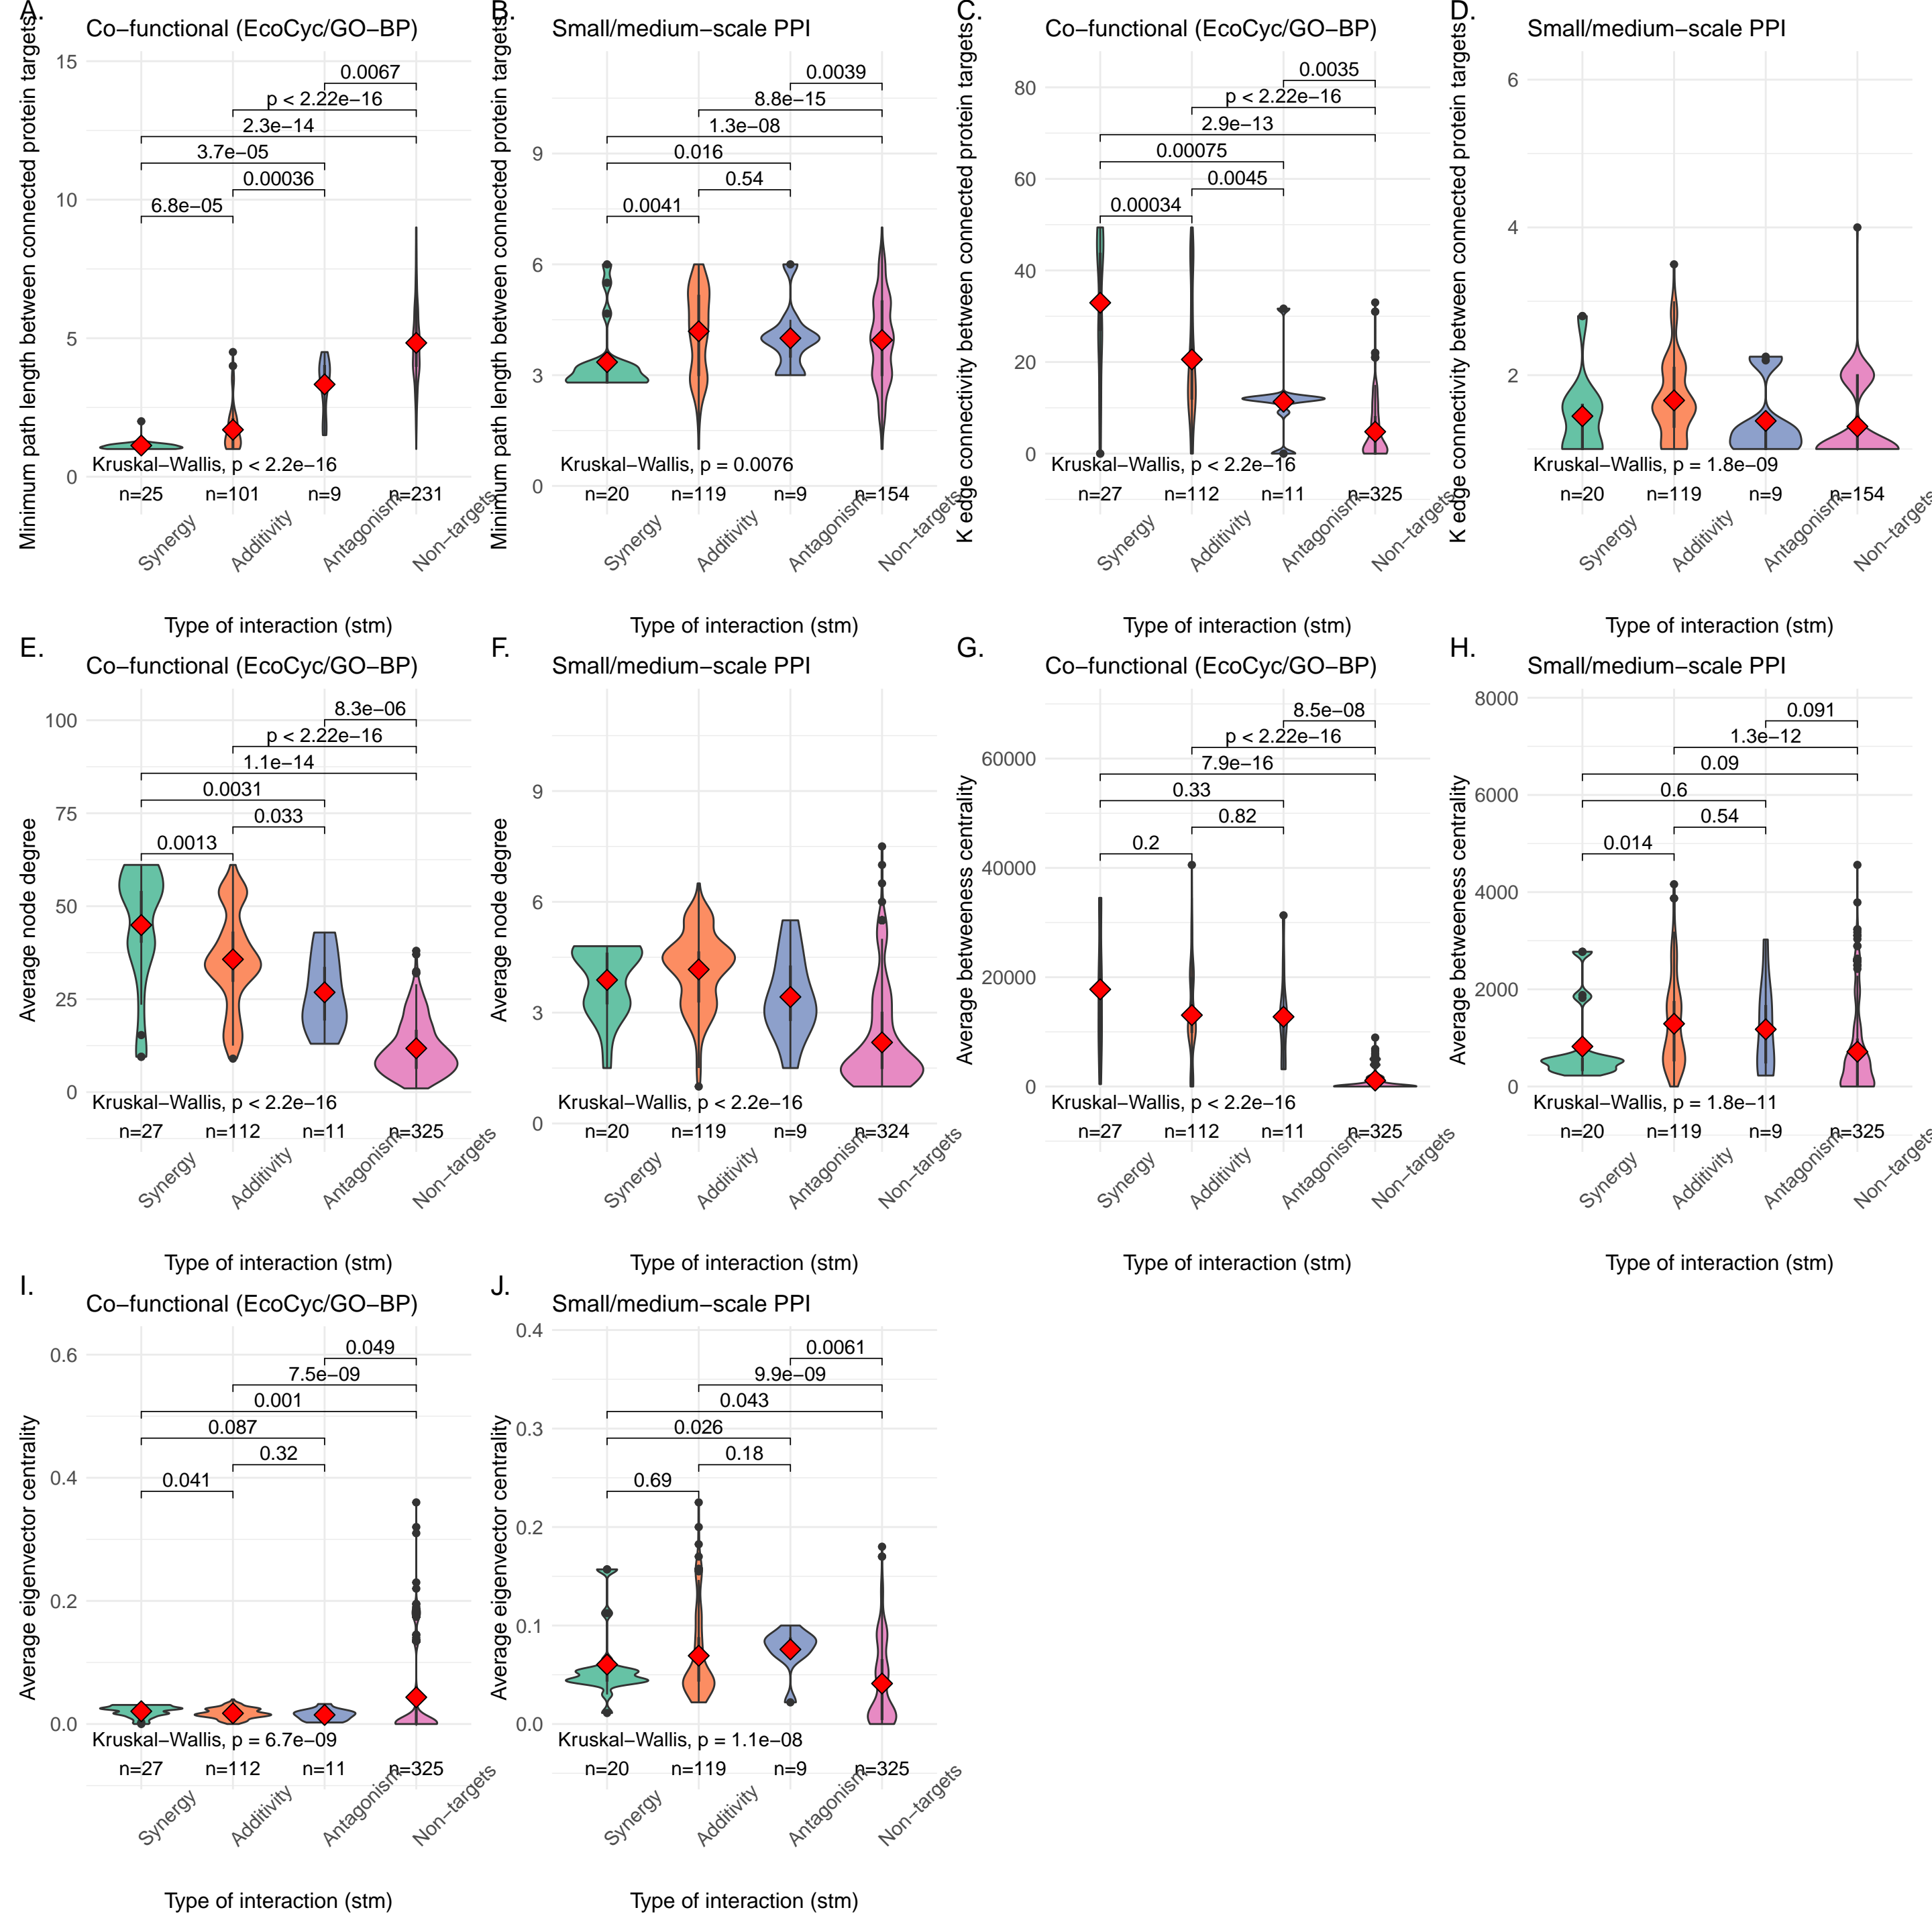 A.
Co−functional (EcoCyc/GO−BP)
Minimum path length between connected protein targets
15
10
5
0
0.0067
p < 2.22e−16
2.3e−14
3.7e−05
0.00036
6.8e−05
Kruskal−Wallis, p < 2.2e−16
n=25 n=101 n=9 n=231
Synergy Additivity Antagonism Non−targets
Type of interaction (stm)
B.
Small/medium−scale PPI
Minimum path length between connected protein targets
9
6
3
0
0.0039
8.8e−15
1.3e−08
0.016
0.54
0.0041
Kruskal−Wallis, p = 0.0076
n=20 n=119 n=9 n=154
Synergy Additivity Antagonism Non−targets
Type of interaction (stm)
C.
Co−functional (EcoCyc/GO−BP)
K edge connectivity between connected protein targets
80
60
40
20
0
0.0035
p < 2.22e−16
2.9e−13
0.00075
0.0045
0.00034
Kruskal−Wallis, p < 2.2e−16
n=27 n=112 n=11 n=325
Synergy Additivity Antagonism Non−targets
Type of interaction (stm)
D.
Small/medium−scale PPI
K edge connectivity between connected protein targets
6
4
2
Kruskal−Wallis, p = 1.8e−09
n=20 n=119 n=9 n=154
Synergy Additivity Antagonism Non−targets
Type of interaction (stm)
E.
Co−functional (EcoCyc/GO−BP)
Average node degree
100
75
50
25
0
8.3e−06
p < 2.22e−16
1.1e−14
0.0031
0.033
0.0013
Kruskal−Wallis, p < 2.2e−16
n=27 n=112 n=11 n=325
Synergy Additivity Antagonism Non−targets
Type of interaction (stm)
F.
Small/medium−scale PPI
Average node degree
9
6
3
0
Kruskal−Wallis, p < 2.2e−16
n=20 n=119 n=9 n=324
Synergy Additivity Antagonism Non−targets
Type of interaction (stm)
G.
Co−functional (EcoCyc/GO−BP)
Average betweeness centrality
60000
40000
20000
0
8.5e−08
p < 2.22e−16
7.9e−16
0.33
0.82
0.2
Kruskal−Wallis, p < 2.2e−16
n=27 n=112 n=11 n=325
Synergy Additivity Antagonism Non−targets
Type of interaction (stm)
H.
Small/medium−scale PPI
Average betweeness centrality
8000
6000
4000
2000
0
0.091
1.3e−12
0.09
0.6
0.54
0.014
Kruskal−Wallis, p = 1.8e−11
n=20 n=119 n=9 n=325
Synergy Additivity Antagonism Non−targets
Type of interaction (stm)
I.
Co−functional (EcoCyc/GO−BP)
Average eigenvector centrality
0.6
0.4
0.2
0.0
0.049
7.5e−09
0.001
0.087
0.32
0.041
Kruskal−Wallis, p = 6.7e−09
n=27 n=112 n=11 n=325
Synergy Additivity Antagonism Non−targets
Type of interaction (stm)
J.
Small/medium−scale PPI
Average eigenvector centrality
0.4
0.3
0.2
0.1
0.0
0.0061
9.9e−09
0.043
0.026
0.18
0.69
Kruskal−Wallis, p = 1.1e−08
n=20 n=119 n=9 n=325
Synergy Additivity Antagonism Non−targets
Type of interaction (stm)